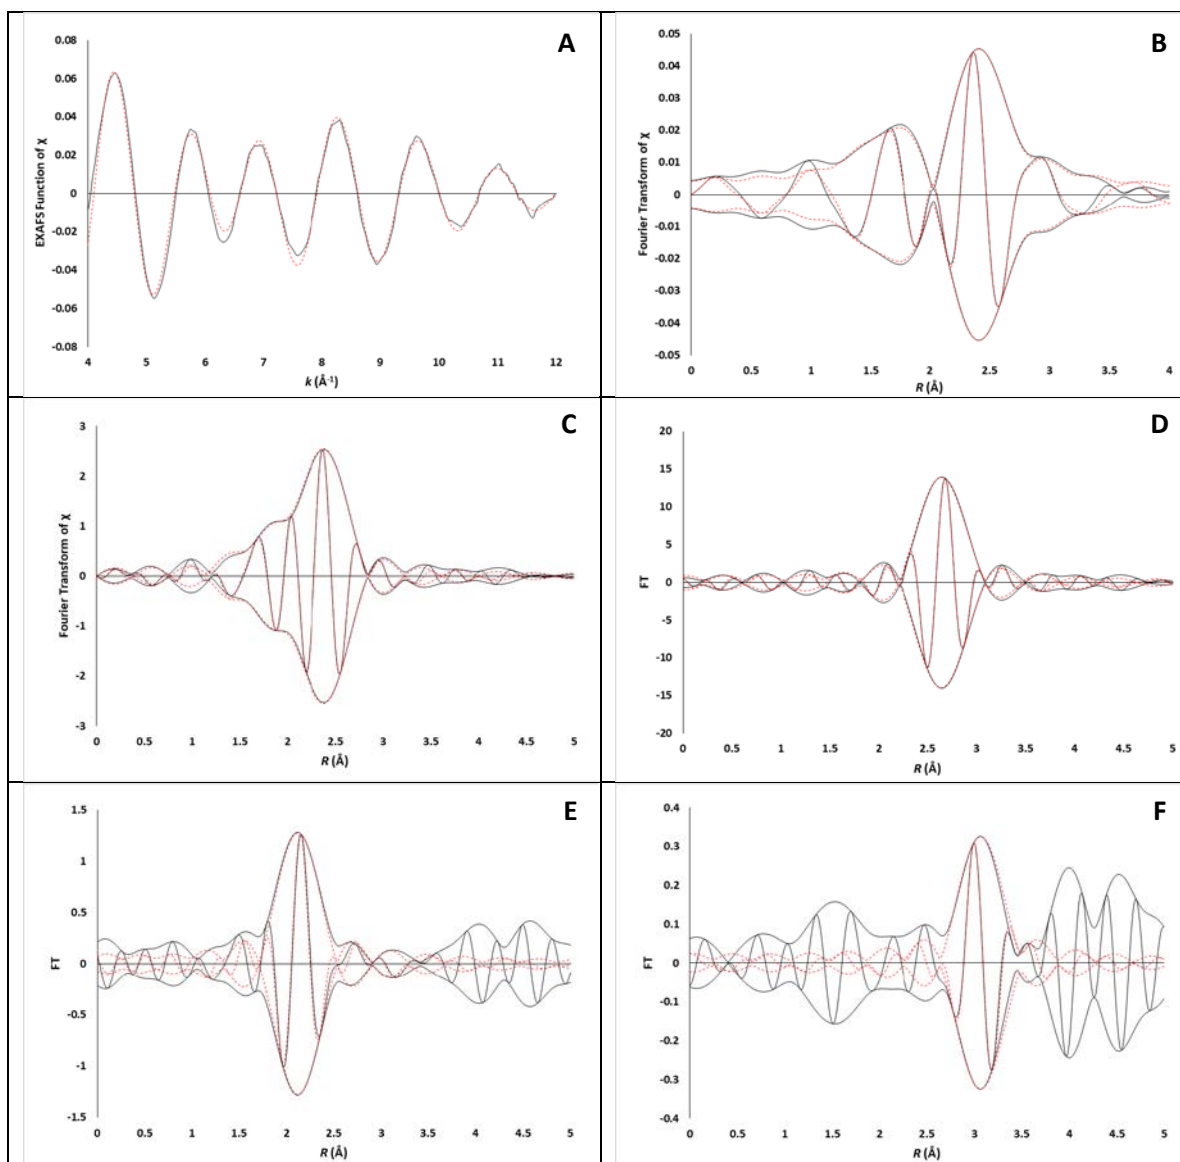 A
EXAFS Function of χ
0.08
0.06
0.04
0.02
0
-0.02
-0.04
-0.06
-0.08
4 5 6 7 8 9 10 11 12
k (Å-1)
B
Fourier Transform of χ
0.05
0.04
0.03
0.02
0.01
0
-0.01
-0.02
-0.03
-0.04
-0.05
0 0.5 1 1.5 2 2.5 3 3.5 4
R (Å)
C
Fourier Transform of χ
3
2
1
0
-1
-2
-3
0 0.5 1 1.5 2 2.5 3 3.5 4 4.5 5
R (Å)
D
FT
20
15
10
5
0
-5
-10
-15
-20
0 0.5 1 1.5 2 2.5 3 3.5 4 4.5 5
R (Å)
E
FT
1.5
1
0.5
0
-0.5
-1
-1.5
0 0.5 1 1.5 2 2.5 3 3.5 4 4.5 5
R (Å)
F
FT
0.4
0.3
0.2
0.1
0
-0.1
-0.2
-0.3
-0.4
0 0.5 1 1.5 2 2.5 3 3.5 4 4.5 5
R (Å)